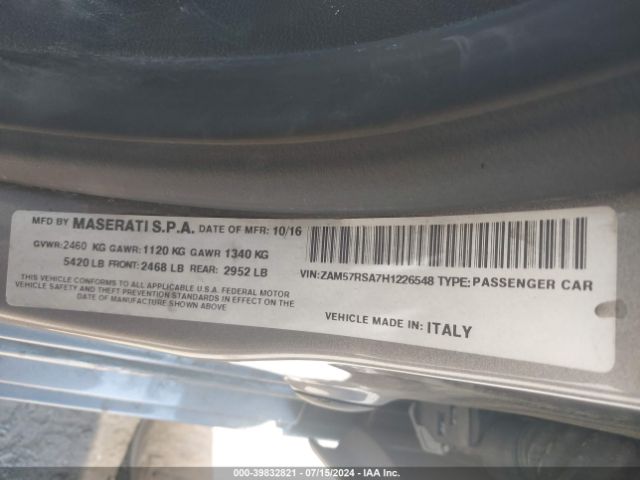 MFD BY MASERATI S.P.A. DATE OF MFR: 10/16
GVWR:2460 KG GAWR:1120 KG GAWR 1340 KG
5420 LB FRONT: 2468 LB REAR: 2952 LB
THIS VEHICLE CONFORMS TO ALL APPLICABLE U.S.A. FEDERAL MOTOR
VEHICLE SAFETY AND THEFT PREVENTION STANDARDS IN EFFECT ON THE
DATE OF MANUFACTURE SHOWN ABOVE
VIN:ZAM57RSA7H1226548 TYPE:PASSENGER CAR
VEHICLE MADE IN:ITALY
000-39832821 - 07/15/2024 - IAA Inc.